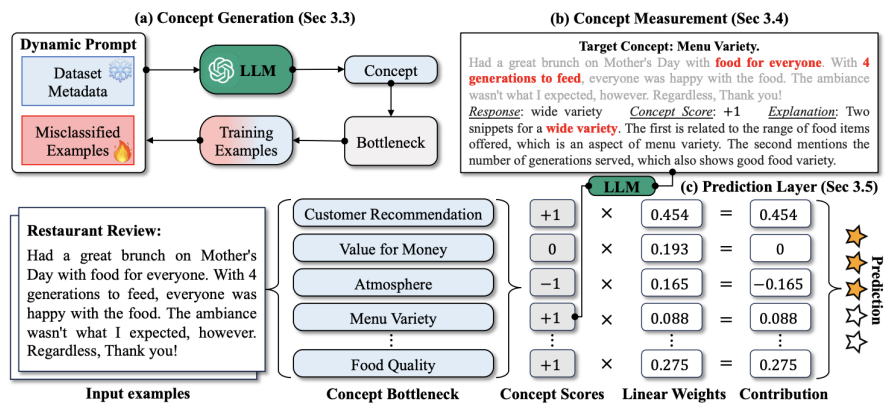 (a) Concept Generation (Sec 3.3)
Dynamic Prompt
Dataset
Metadata
Misclassified
Examples
LLM
Concept
Training
Examples
Bottleneck
(b) Concept Measurement (Sec 3.4)
Target Concept: Menu Variety.
Had a great brunch on Mother's Day with food for everyone. With 4
generations to feed, everyone was happy with the food. The ambiance
wasn't what I expected, however. Regardless, Thank you!
Response: wide variety Concept Score: +1 Explanation: Two
snippets for a wide variety. The first is related to the range of food items
offered, which is an aspect of menu variety. The second mentions the
number of generations served, which also shows good food variety.
LLM
(c) Prediction Layer (Sec 3.5)
Restaurant Review:
Had a great brunch on Mother's
Day with food for everyone. With 4
generations to feed, everyone was
happy with the food. The ambiance
wasn't what I expected, however.
Regardless, Thank you!
Customer Recommendation +1 × 0.454 = 0.454
Value for Money 0 × 0.193 = 0
Atmosphere −1 × 0.165 = −0.165
Menu Variety +1 × 0.088 = 0.088
Food Quality +1 × 0.275 = 0.275
Prediction
Input examples
Concept Bottleneck
Concept Scores
Linear Weights
Contribution